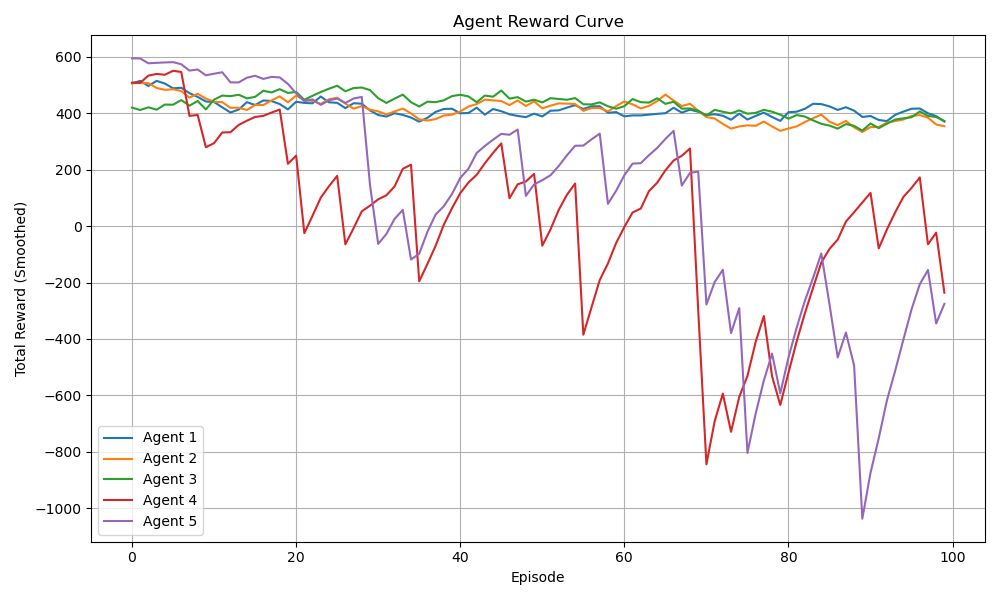 Agent Reward Curve
Total Reward (Smoothed)
600
400
200
0
−200
−400
−600
−800
−1000
Agent 1
Agent 2
Agent 3
Agent 4
Agent 5
0 20 40 60 80 100
Episode